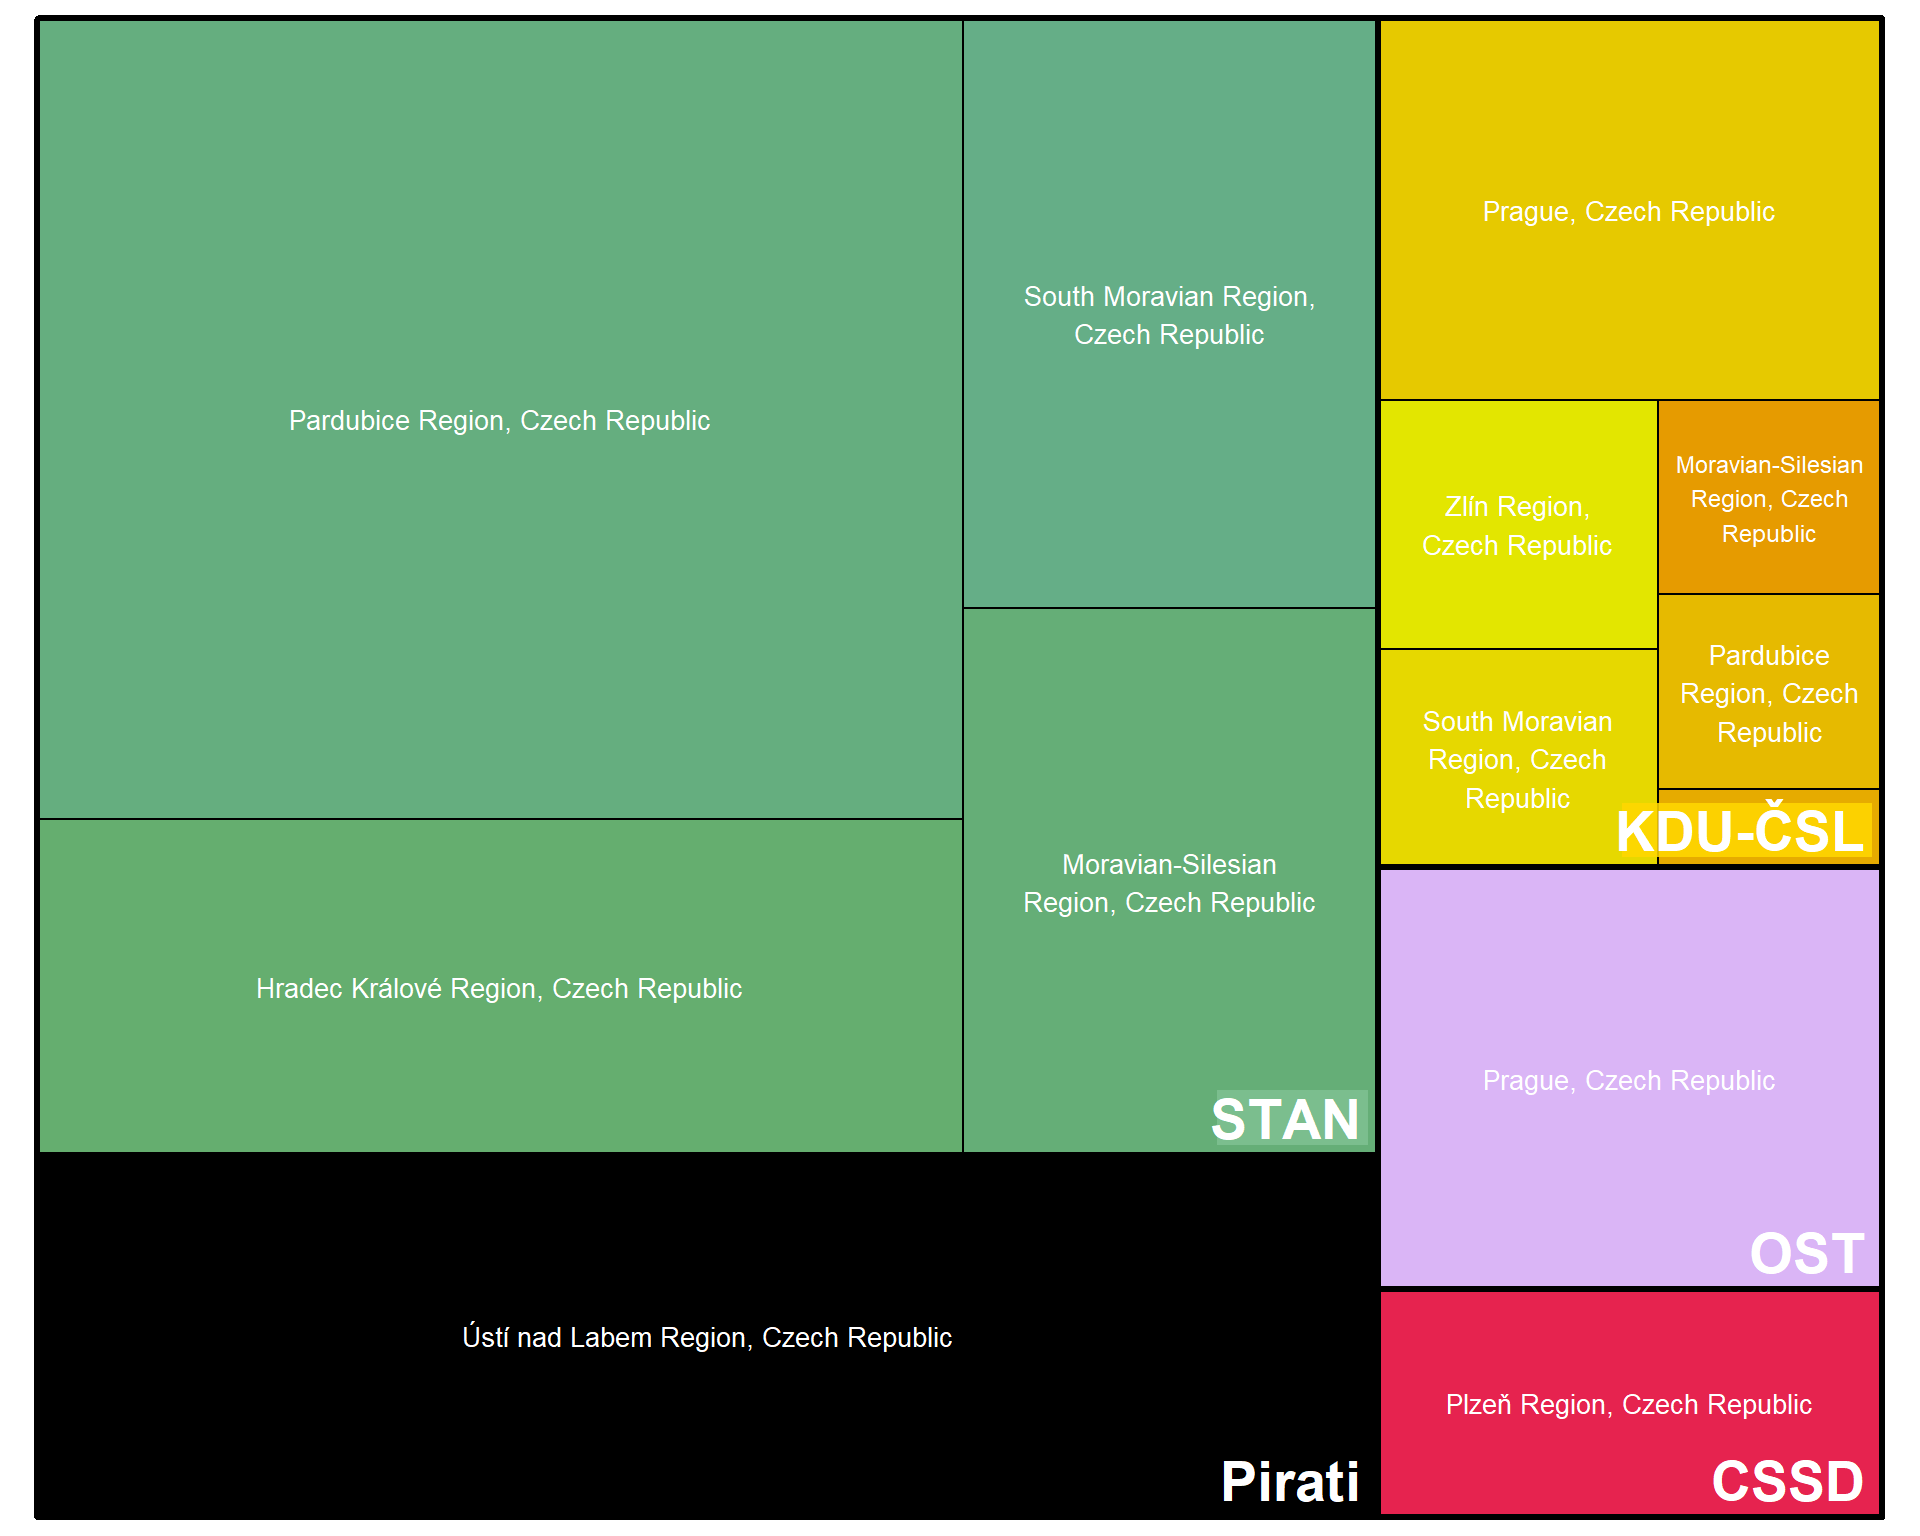 Pardubice Region, Czech Republic
Hradec Králové Region, Czech Republic
South Moravian Region,
Czech Republic
Moravian-Silesian
Region, Czech Republic
STAN
Ústí nad Labem Region, Czech Republic
Pirati
Prague, Czech Republic
Zlín Region,
Czech Republic
South Moravian
Region, Czech
Republic
Moravian-Silesian
Region, Czech
Republic
Pardubice
Region, Czech
Republic
KDU-ČSL
Prague, Czech Republic
OST
Plzeň Region, Czech Republic
CSSD